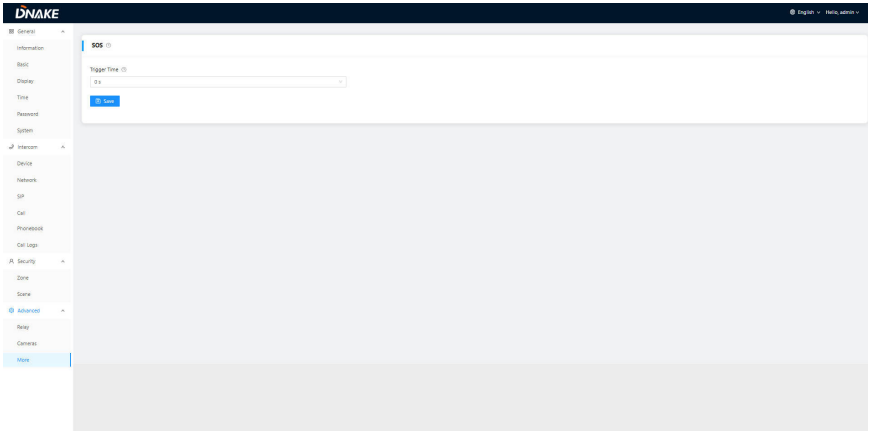 DNAKE
English
Hello, admin
General
Information
Basic
Display
Time
Password
System
Intercom
Device
Network
SIP
Call
Phonebook
Call Logs
Security
Zone
Scene
Advanced
Relay
Cameras
More
SOS
Trigger Time
0 s
Save